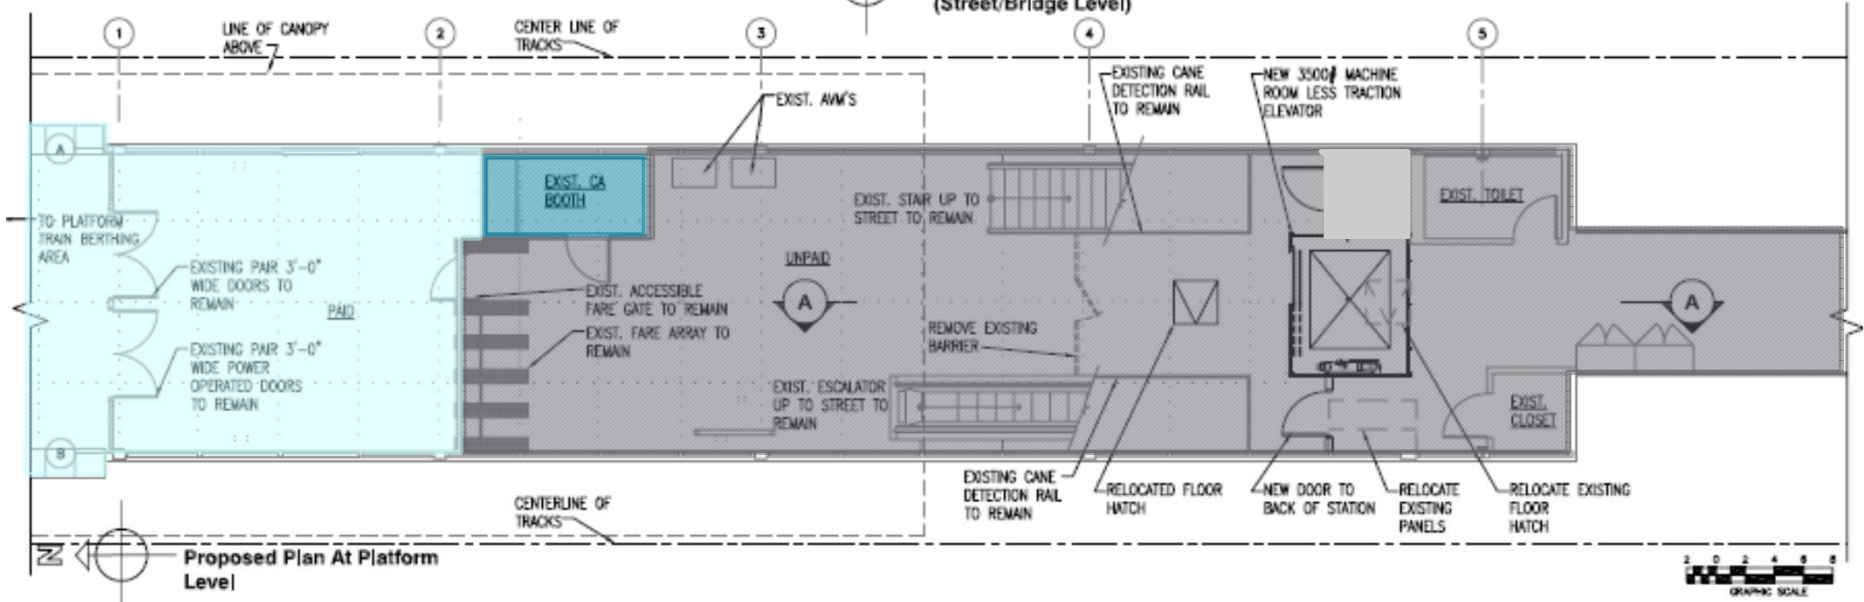 (Street/Bridge Level)
1
LINE OF CANOPY
ABOVE
2
CENTER LINE OF
TRACKS
3
4
5
EXISTING CANE
DETECTION RAIL
TO REMAIN
NEW 3500# MACHINE
ROOM LESS TRACTION
ELEVATOR
EXIST. AVM'S
A
EXIST. CA
BOOTH
EXIST. STAIR UP TO
STREET TO REMAIN
EXIST. TOILET
TO PLATFORM
TRAIN BERTHING
AREA
EXISTING PAIR 3'-0"
WIDE DOORS TO
REMAIN
PAID
UNPAID
EXIST. ACCESSIBLE
FARE GATE TO REMAIN
A
A
EXIST. FARE ARRAY TO
REMAIN
REMOVE EXISTING
BARRIER
EXISTING PAIR 3'-0"
WIDE POWER
OPERATED DOORS
TO REMAIN
EXIST. ESCALATOR
UP TO STREET TO
REMAIN
EXIST.
CLOSET
B
EXISTING CANE
DETECTION RAIL
TO REMAIN
RELOCATED FLOOR
HATCH
NEW DOOR TO
BACK OF STATION
RELOCATE
EXISTING
PANELS
RELOCATE EXISTING
FLOOR
HATCH
CENTERLINE OF
TRACKS
N
Proposed Plan At Platform
Level
2 0 2 4 6 8
GRAPHIC SCALE